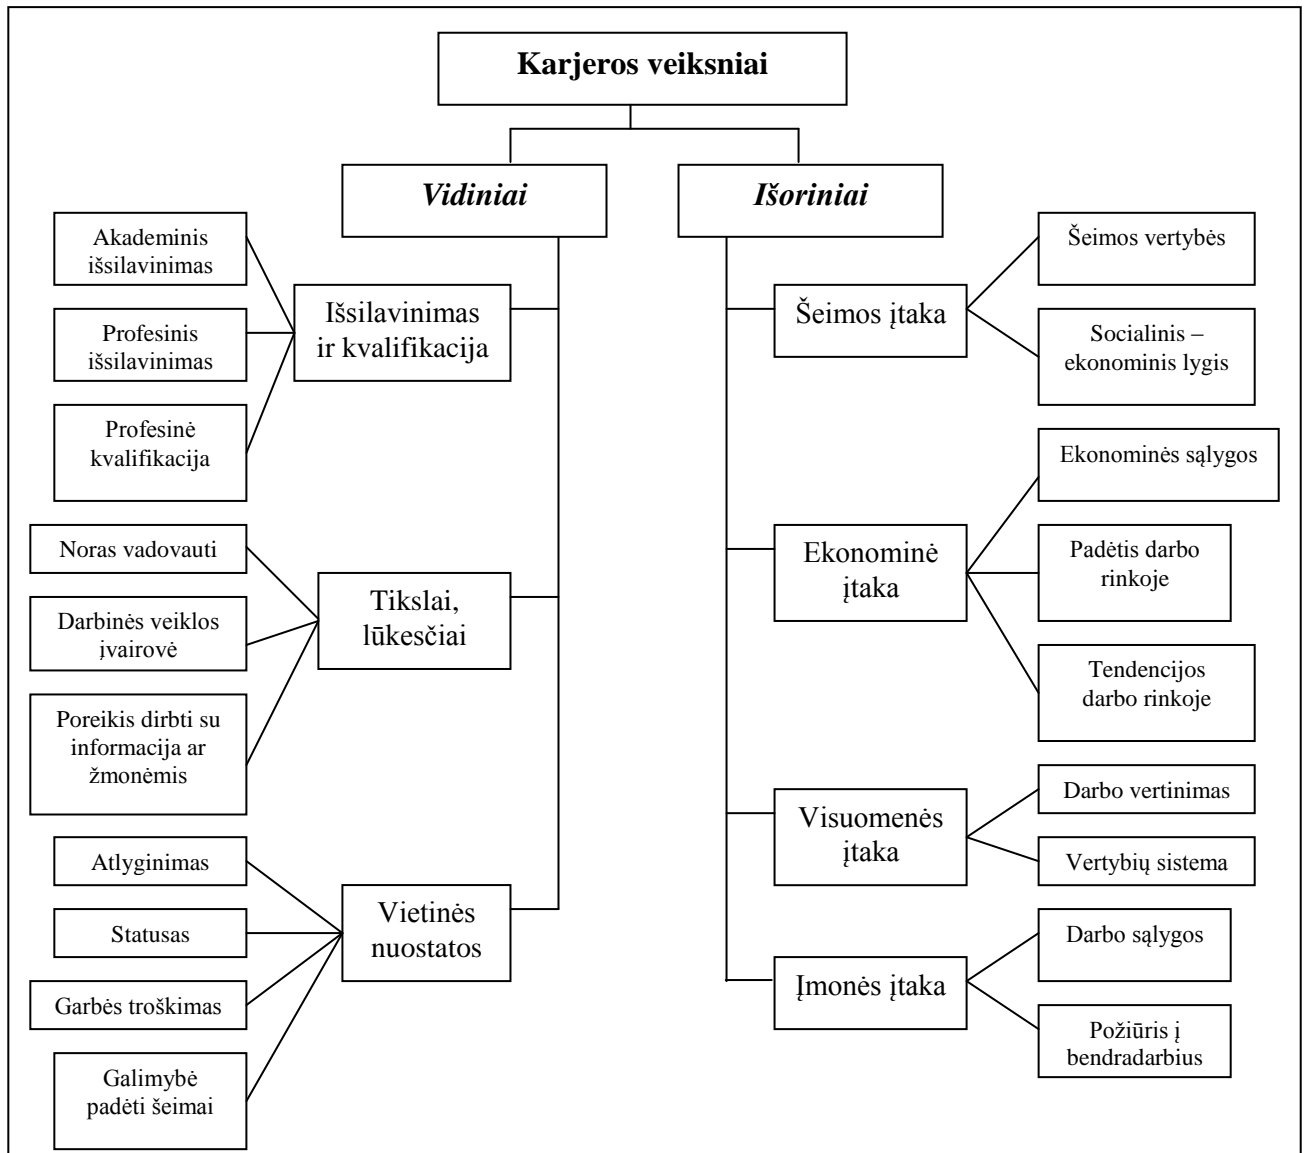 Karjeros veiksniai
Vidiniai
Išoriniai
Akademinis
išsilavinimas
Profesinis
išsilavinimas
Profesinė
kvalifikacija
Išsilavinimas
ir kvalifikacija
Noras vadovauti
Darbinės veiklos
įvairovė
Poreikis dirbti su
informacija ar
žmonėmis
Tikslai,
lūkesčiai
Atlyginimas
Statusas
Garbės troškimas
Galimybė
padėti šeimai
Vietinės
nuostatos
Šeimos įtaka
Šeimos vertybės
Socialinis –
ekonominis lygis
Ekonominė
įtaka
Ekonominės sąlygos
Padėtis darbo
rinkoje
Tendencijos
darbo rinkoje
Visuomenės
įtaka
Darbo vertinimas
Vertybių sistema
Įmonės įtaka
Darbo sąlygos
Požiūris į
bendradarbius